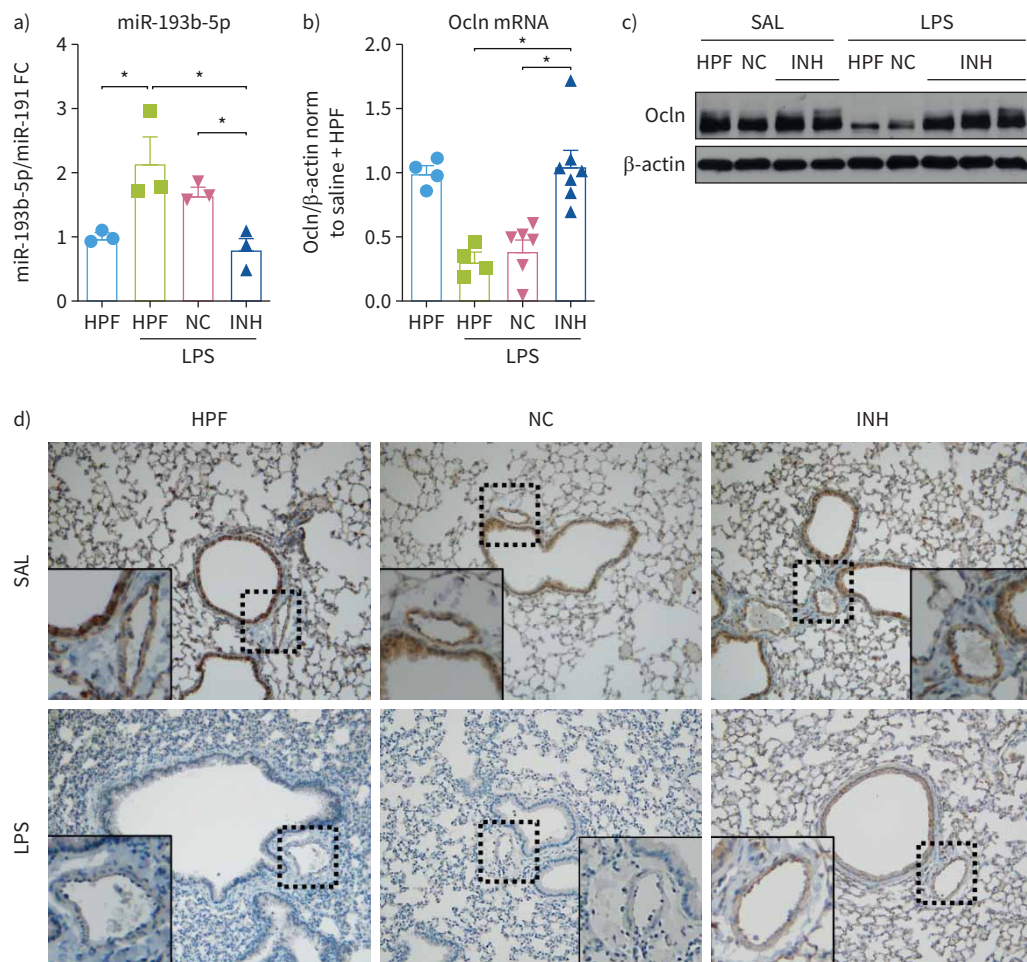 a)
miR-193b-5p
miR-193b-5p/miR-191 FC
4
3
2
1
0
*
*
*
HPF
HPF
NC
INH
LPS
b)
Ocln mRNA
Ocln/β-actin norm
to saline + HPF
2.0
1.5
1.0
0.5
0.0
*
*
HPF
HPF
NC
INH
LPS
c)
SAL
LPS
HPF
NC
INH
HPF
NC
INH
Ocln
β-actin
d)
HPF
NC
INH
SAL
LPS